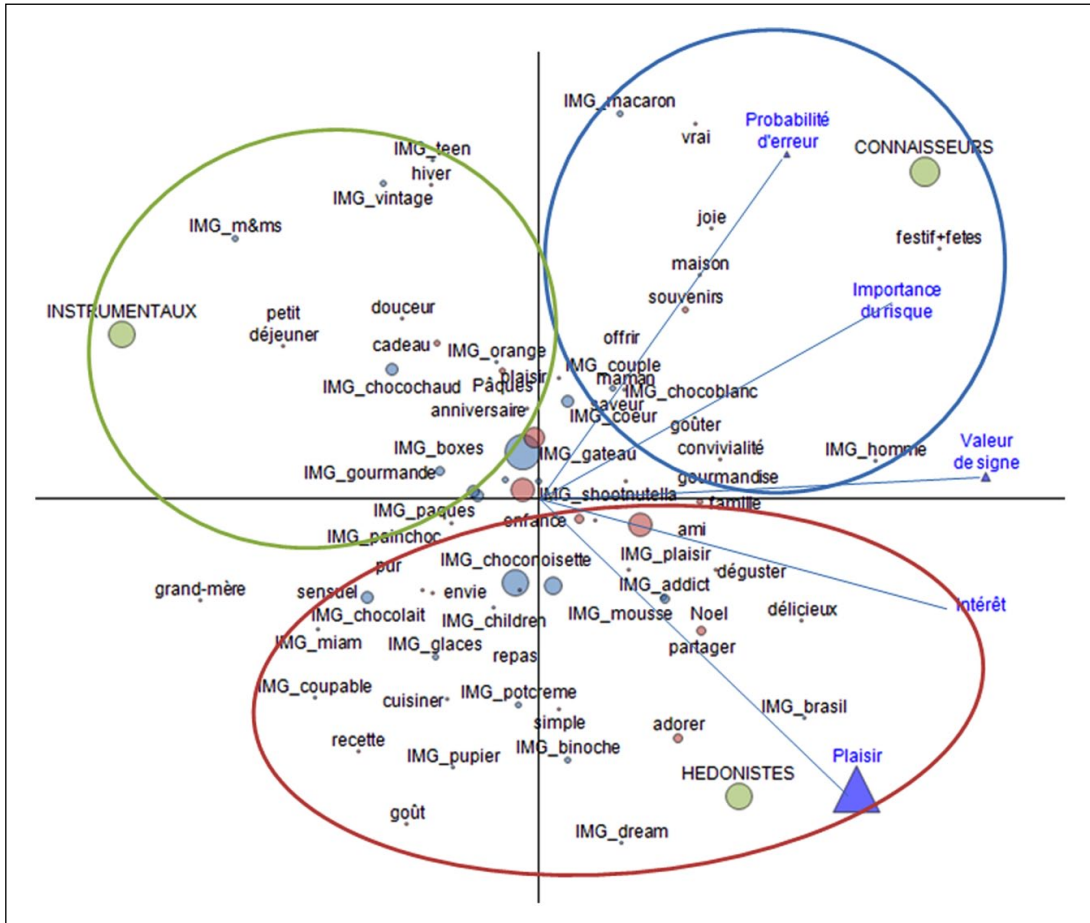 IMG_macaron
vrai
Probabilité
d'erreur
CONNAISSEURS
IMG_teen
hiver
IMG_vintage
IMG_m&ms
joie
festif+fetes
maison
souvenirs
Importance
du risque
INSTRUMENTAUX
petit
déjeuner
douceur
cadeau
IMG_orange
offrir
IMG_couple
plaisir
maman
IMG_chocochaud
Pâques
IMG_chocoblanc
saveur
anniversaire
IMG_coeur
goûter
IMG_boxes
IMG_gateau
convivialité
IMG_homme
Valeur
de signe
IMG_gourmande
gourmandise
IMG_shootnutella
famille
IMG_paques
enfance
ami
IMG_painchoc
IMG_choconoisette
IMG_plaisir
pur
déguster
grand-mère
sensuel
envie
IMG_addict
Intérêt
IMG_chocolait
IMG_children
IMG_mousse
Noel
délicieux
IMG_miam
IMG_glaces
repas
partager
IMG_coupable
cuisiner
IMG_potcreme
IMG_brasil
simple
adorer
recette
IMG_pupier
IMG_binoche
Plaisir
HEDONISTES
goût
IMG_dream